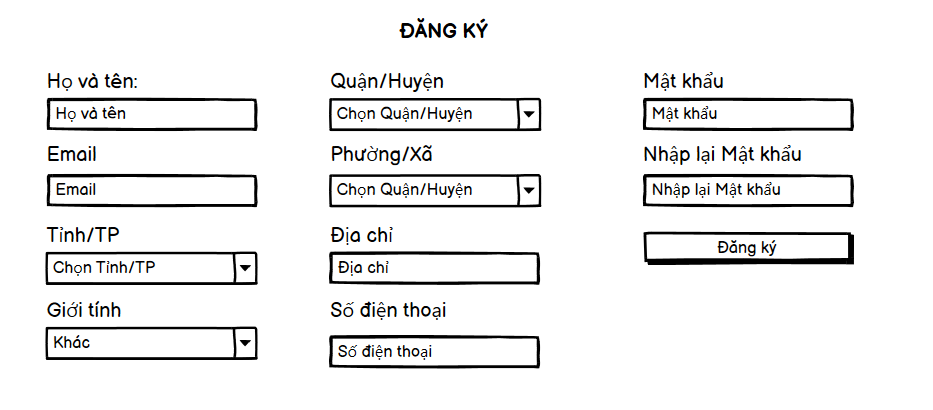 ĐĂNG KÝ
Họ và tên:
Họ và tên
Email
Email
Tỉnh/TP
Chọn Tỉnh/TP
Giới tính
Khác
Quận/Huyện
Chọn Quận/Huyện
Phường/Xã
Chọn Quận/Huyện
Địa chỉ
Địa chỉ
Số điện thoại
Số điện thoại
Mật khẩu
Mật khẩu
Nhập lại Mật khẩu
Nhập lại Mật khẩu
Đăng ký